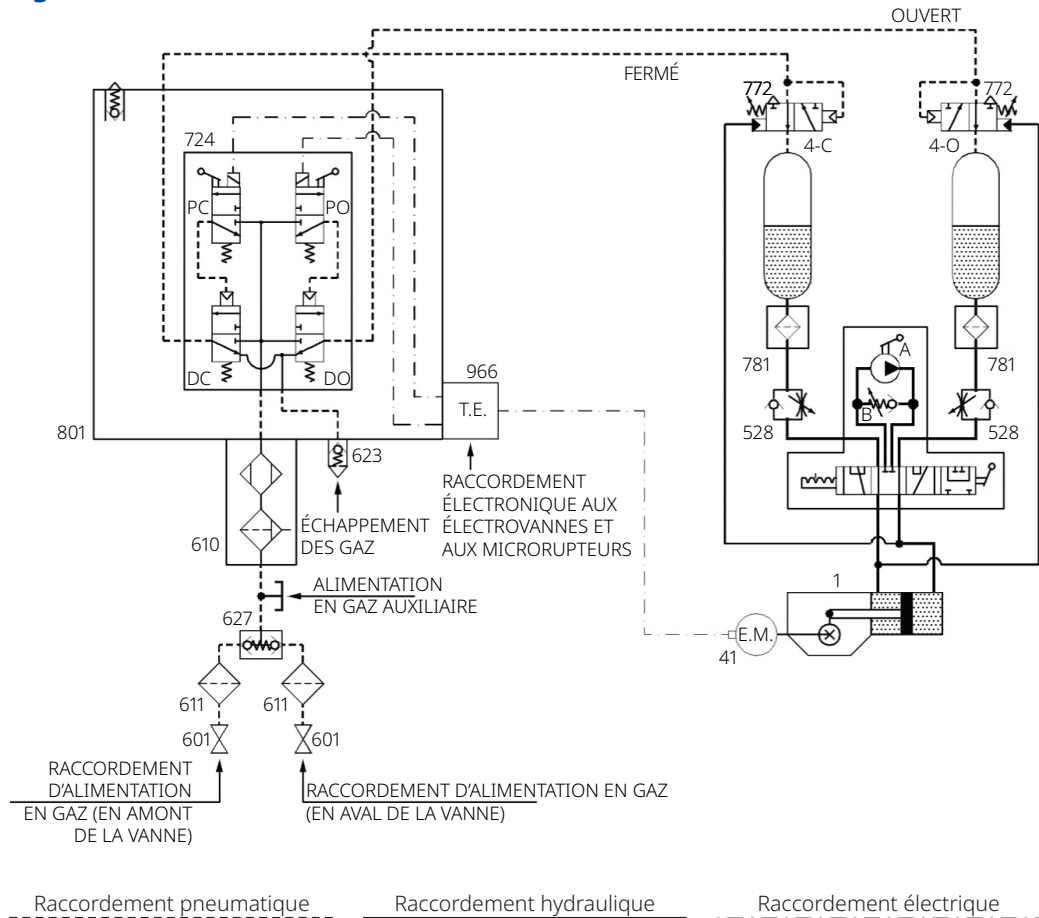 OUVERT
FERMÉ
772
772
724
4-C
4-O
PC
PO
DC
DO
781
781
A
B
966
T.E.
801
623
528
528
RACCORDEMENT
ÉLECTRONIQUE AUX
ÉLECTROVANNES ET
AUX MICRORUPTEURS
ÉCHAPPEMENT
DES GAZ
610
ALIMENTATION
EN GAZ AUXILIAIRE
1
627
E.M.
41
611
611
601
601
RACCORDEMENT
D'ALIMENTATION
EN GAZ (EN AMONT
DE LA VANNE)
RACCORDEMENT D'ALIMENTATION EN GAZ
(EN AVAL DE LA VANNE)
Raccordement pneumatique
Raccordement hydraulique
Raccordement électrique